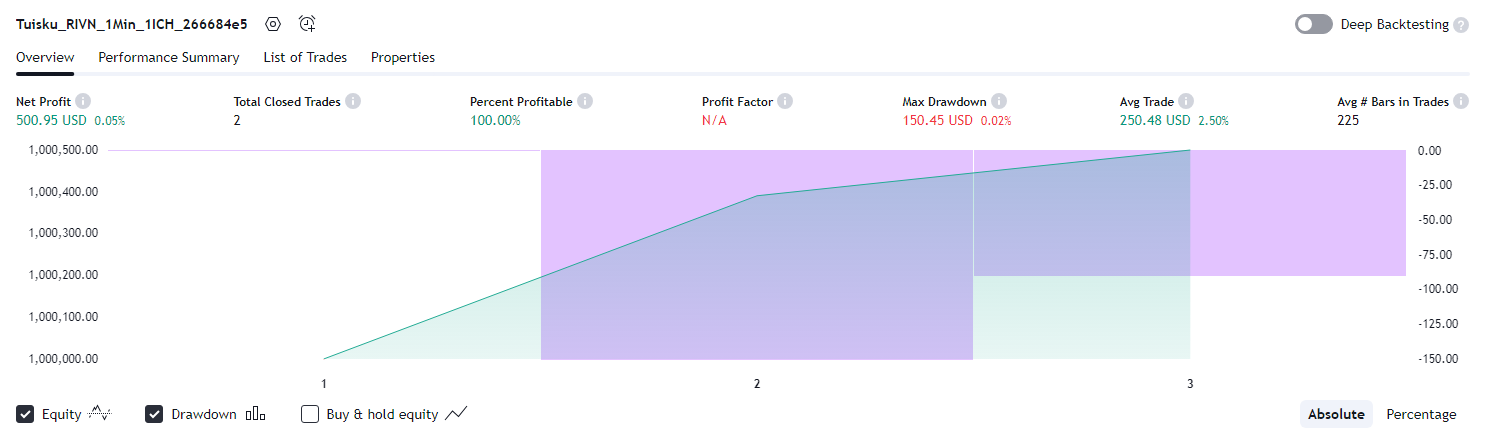 Tuisku_RIVN_1Min_1ICH_266684e5 Deep Backtesting
Overview Performance Summary List of Trades Properties
Net Profit Total Closed Trades Percent Profitable Profit Factor Max Drawdown Avg Trade Avg # Bars in Trades
500.95 USD 0.05% 2 100.00% N/A 150.45 USD 0.02% 250.48 USD 2.50% 225
1,000,500.00 0.00
1,000,400.00 -25.00
1,000,300.00 -50.00
-75.00
1,000,200.00 -100.00
1,000,100.00 -125.00
1,000,000.00 -150.00
1 2 3
Equity Drawdown Buy & hold equity Absolute Percentage